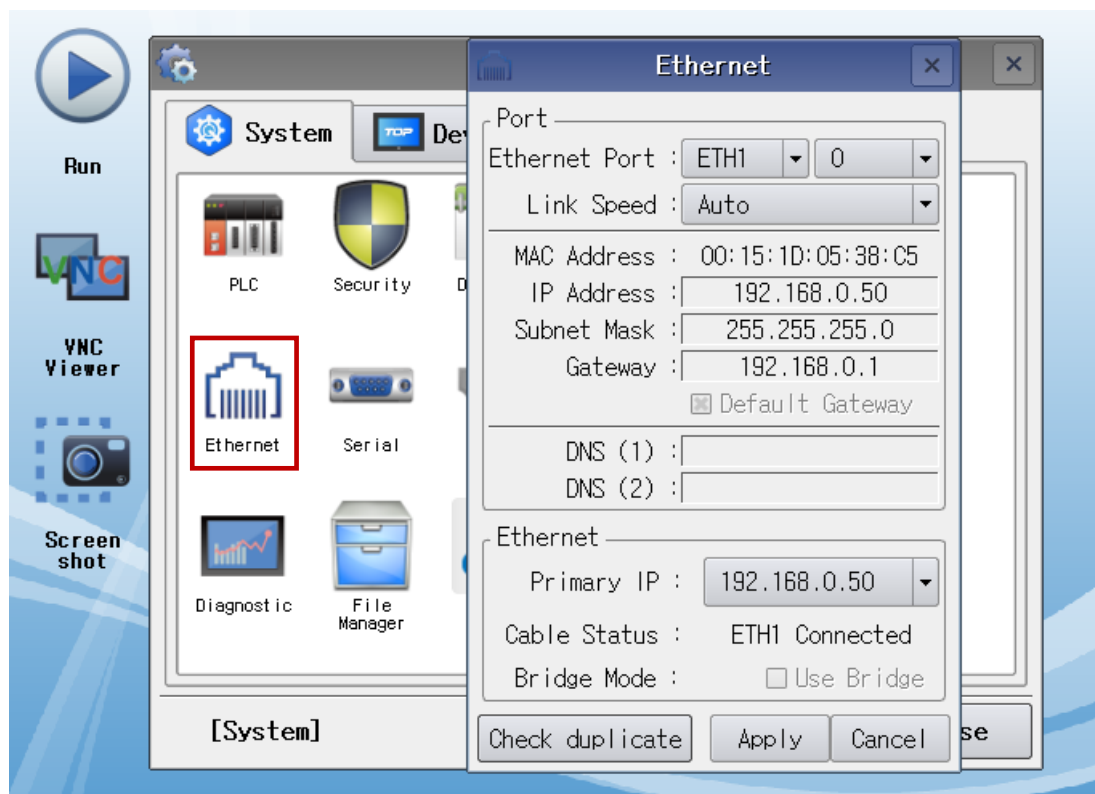 Run
VNC
VNC
Viewer
Screen
shot
System
TOP
PLC
Security
Ethernet
Serial
Diagnostic
File
Manager
[System]
Ethernet
Port
Ethernet Port : ETH1 0
Link Speed : Auto
MAC Address : 00:15:1D:05:38:C5
IP Address : 192.168.0.50
Subnet Mask : 255.255.255.0
Gateway : 192.168.0.1
Default Gateway
DNS (1) :
DNS (2) :
Ethernet
Primary IP : 192.168.0.50
Cable Status : ETH1 Connected
Bridge Mode : Use Bridge
Check duplicate Apply Cancel